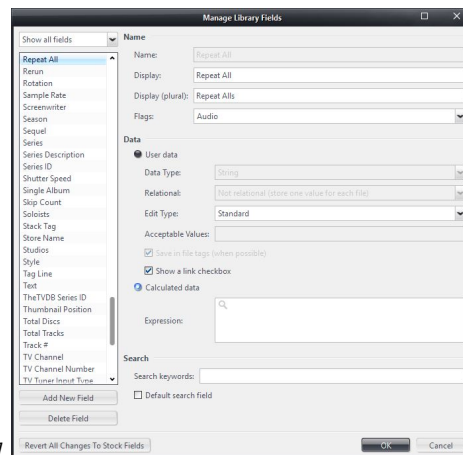 Manage Library Fields
Show all fields
Repeat All
Rerun
Rotation
Sample Rate
Screenwriter
Season
Sequel
Series
Series Description
Series ID
Shutter Speed
Single Album
Skip Count
Soloists
Stack Tag
Store Name
Studios
Style
Tag Line
Text
TheTVDB Series ID
Thumbnail Position
Total Discs
Total Tracks
Track #
TV Channel
TV Channel Number
TV Tuner Input Type
Add New Field
Delete Field
Name
Name: Repeat All
Display: Repeat All
Display (plural): Repeat Alls
Flags: Audio
Data
User data
Data Type: String
Relational: Not relational (store one value for each file)
Edit Type: Standard
Acceptable Values:
Save in file tags (when possible)
Show a link checkbox
Calculated data
Expression:
Search
Search keywords:
Default search field
Revert All Changes To Stock Fields
OK
Cancel